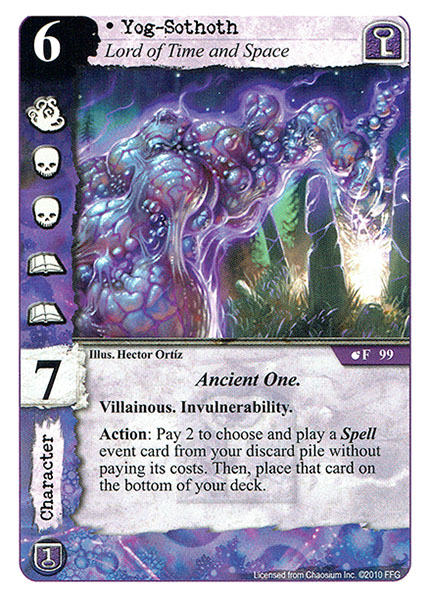 6
• Yog-Sothoth
Lord of Time and Space
Illus. Hector Ortíz
F 99
7
Ancient One.
Villainous. Invulnerability.
Action: Pay 2 to choose and play a Spell
event card from your discard pile without
paying its costs. Then, place that card on
the bottom of your deck.
Character
1
Licensed from Chaosium Inc. ©2010 FFG